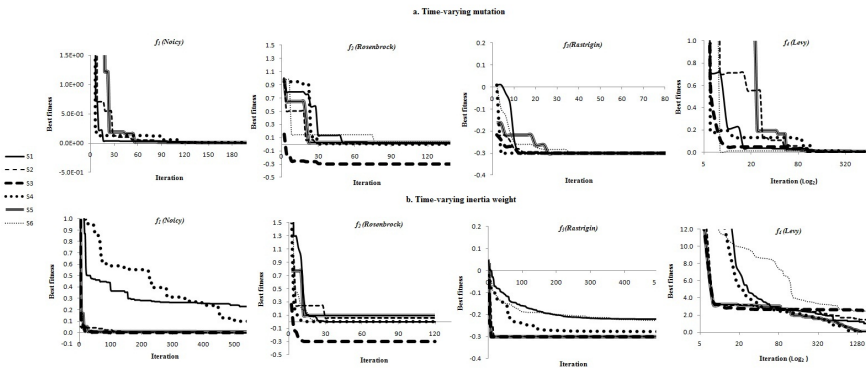 a. Time-varying mutation
f1 (Noicy)
1.5E+00
1.0E+00
5.0E-01
0.0E+00
-5.0E-01
0 30 60 90 120 150 180
Best fitness
Iteration
f2 (Rosenbrock)
1.5
1.3
1.1
0.9
0.7
0.5
0.3
0.1
-0.1
-0.3
-0.5
0 30 60 90 120
Best fitness
Iteration
f3(Rastrigin)
0.2
0.1
0
-0.1
-0.2
-0.3
-0.4
0 10 20 30 40 50 60 70 80
Best fitness
Iteration
f4 (Levy)
1.0
0.8
0.6
0.4
0.2
0.0
5 20 80 320
Best fitness
Iteration (Log2)
S1
S2
S3
S4
S5
S6
b. Time-varying inertia weight
f1 (Noicy)
1.0
0.9
0.8
0.7
0.6
0.5
0.4
0.3
0.2
0.1
0.0
-0.1
0 100 200 300 400 500
Best fitness
Iteration
f2 (Rosenbrock)
1.5
1.3
1.1
0.9
0.7
0.5
0.3
0.1
-0.1
-0.3
-0.5
0 30 60 90 120
Best fitness
Iteration
f3(Rastrigin)
0.2
0.1
0
-0.1
-0.2
-0.3
-0.4
0 100 200 300 400 5
Best fitness
Iteration
f4 (Levy)
12.0
10.0
8.0
6.0
4.0
2.0
0.0
5 20 80 320 1280
Best fitness
Iteration (Log2 )